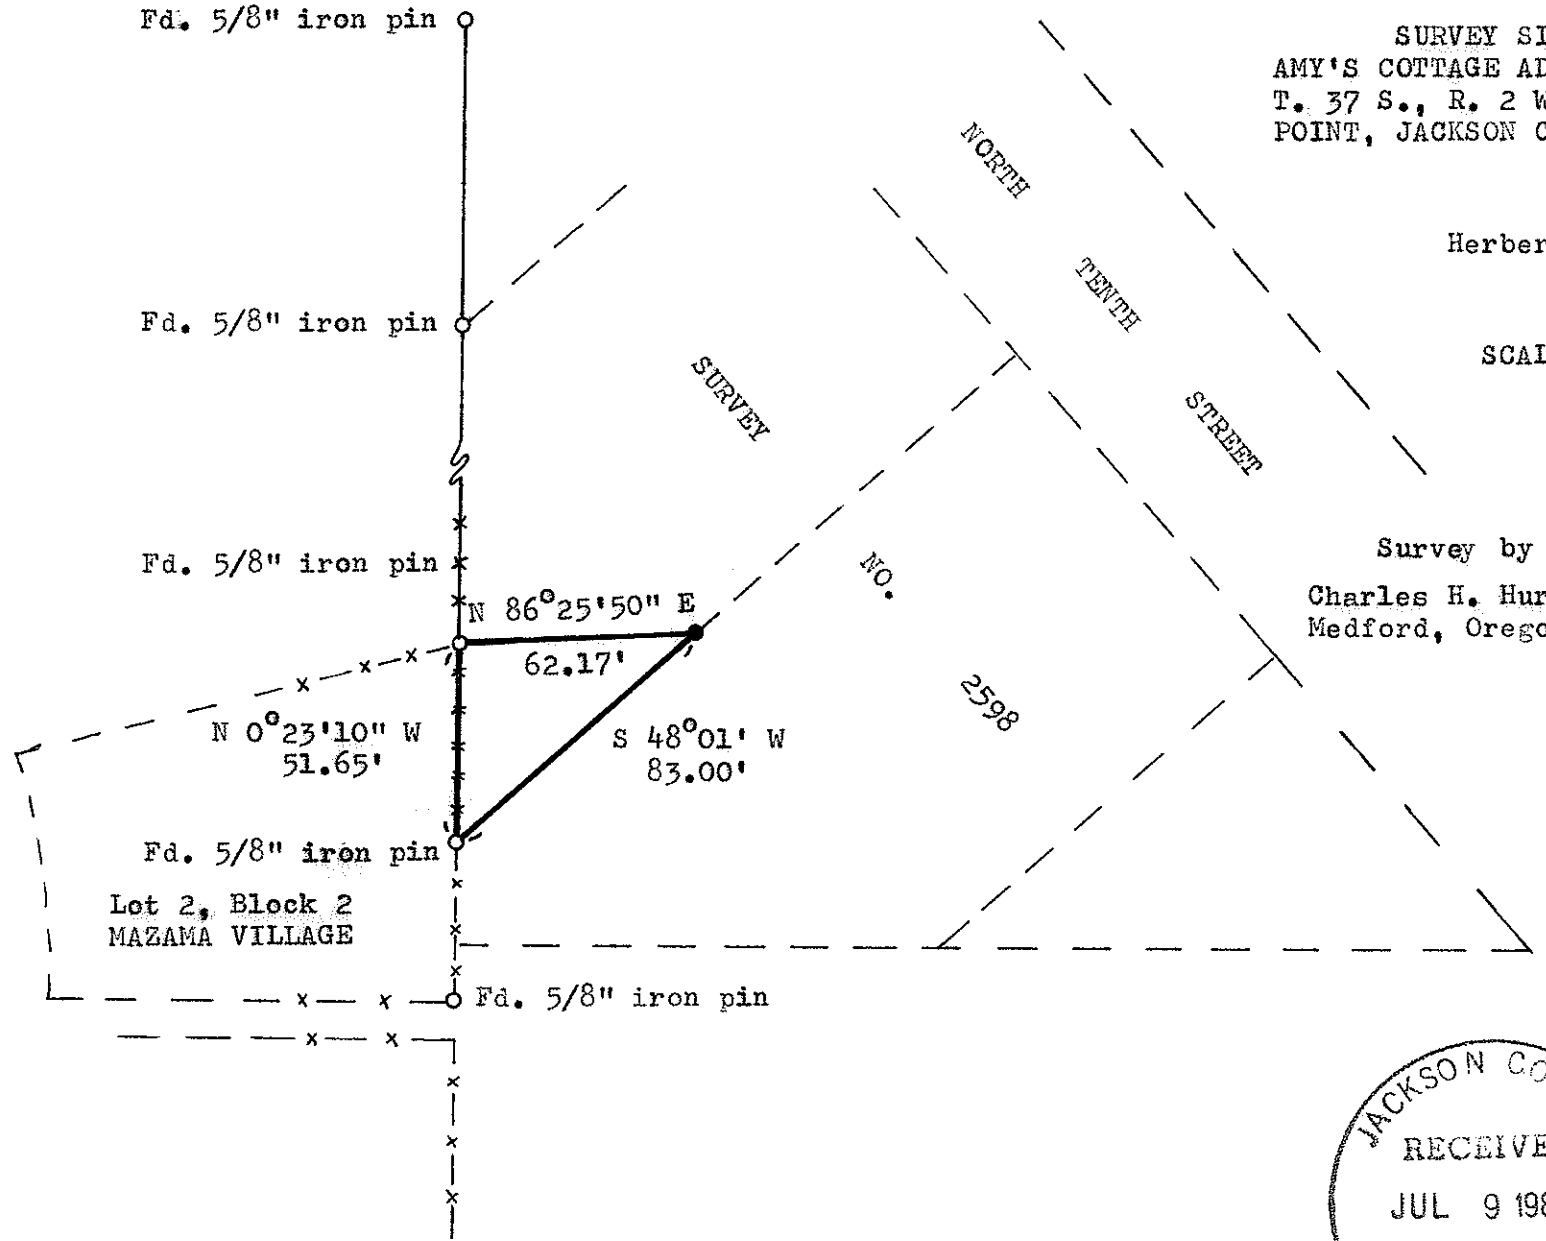 Fd. 5/8" iron pin
SURVEY SI
AMY'S COTTAGE AD
T. 37 S., R. 2 W
POINT, JACKSON C
NORTH
TENTH
STREET
Herber
Fd. 5/8" iron pin
SCAL
SURVEY
NO.
2598
Fd. 5/8" iron pin
Survey by
Charles H. Hur
Medford, Orego
N 86°25'50" E
62.17'
N 0°23'10" W
51.65'
S 48°01' W
83.00'
Fd. 5/8" iron pin
Lot 2, Block 2
MAZAMA VILLAGE
Fd. 5/8" iron pin
JACKSON CO
RECEIVE
JUL 9 198